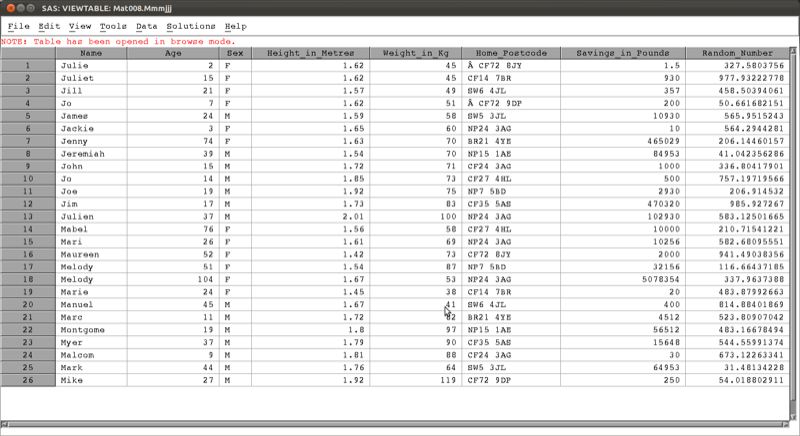 SAS: VIEWTABLE: Mat008.Mmmjjj
File Edit View Tools Data Solutions Help
NOTE: Table has been opened in browse mode.
Name Age Sex Height_in_Metres Weight_in_Kg Home_Postcode Savings_in_Pounds Random_Number
1 Julie 2 F 1.62 45 Â CF72 8JY 1.5 327.5803756
2 Juliet 15 F 1.62 45 CF14 7BR 930 977.93222778
3 Jill 21 F 1.57 49 SW6 4JL 357 458.50394061
4 Jo 7 F 1.62 51 Â CF72 9DP 200 50.661682151
5 James 24 M 1.59 58 SW5 3JL 10930 565.9515243
6 Jackie 3 F 1.65 60 NP24 3AG 10 564.2944281
7 Jenny 74 F 1.63 70 BR21 4YE 465029 206.14460157
8 Jeremiah 39 M 1.54 70 NP15 1AE 84953 41.042356286
9 John 15 M 1.72 71 CF24 3AG 1000 336.80417901
10 Jo 14 M 1.85 73 CF27 4HL 500 757.19719566
11 Joe 19 M 1.92 75 NP7 5BD 2930 206.914532
12 Jim 17 M 1.73 83 CF35 5AS 470320 985.927267
13 Julien 37 M 2.01 100 NP24 3AG 102930 583.12501665
14 Mabel 76 F 1.56 58 CF27 4HL 10000 210.71541221
15 Mari 26 F 1.61 69 NP24 3AG 10256 582.68095551
16 Maureen 52 F 1.42 73 CF72 8JY 2000 941.49038356
17 Melody 51 F 1.54 87 NP7 5BD 32156 116.66437185
18 Melody 104 F 1.67 53 NP24 3AG 5078354 337.9637388
19 Marie 24 F 1.45 38 CF14 7BR 20 483.87992663
20 Manuel 45 M 1.67 41 SW6 4JL 400 814.88401869
21 Marc 11 M 1.72 82 BR21 4YE 4512 523.80907042
22 Montgome 19 M 1.8 97 NP15 1AE 56512 483.16678494
23 Myer 37 M 1.79 90 CF35 5AS 15648 544.55991374
24 Malcom 9 M 1.81 88 CF24 3AG 30 673.12263341
25 Mark 44 M 1.76 64 SW5 3JL 64953 31.48134228
26 Mike 27 M 1.92 119 CF72 9DP 250 54.018802911